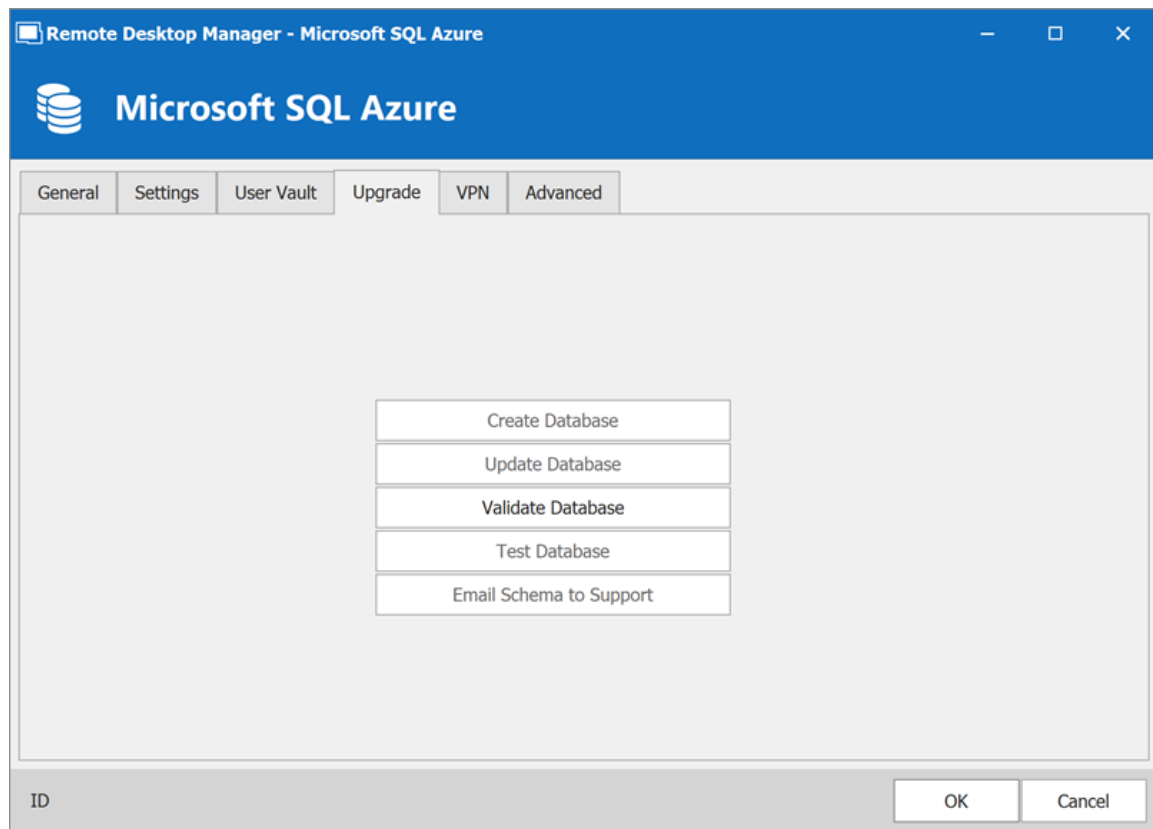 Remote Desktop Manager - Microsoft SQL Azure
Microsoft SQL Azure
General Settings User Vault Upgrade VPN Advanced
Create Database
Update Database
Validate Database
Test Database
Email Schema to Support
ID OK Cancel